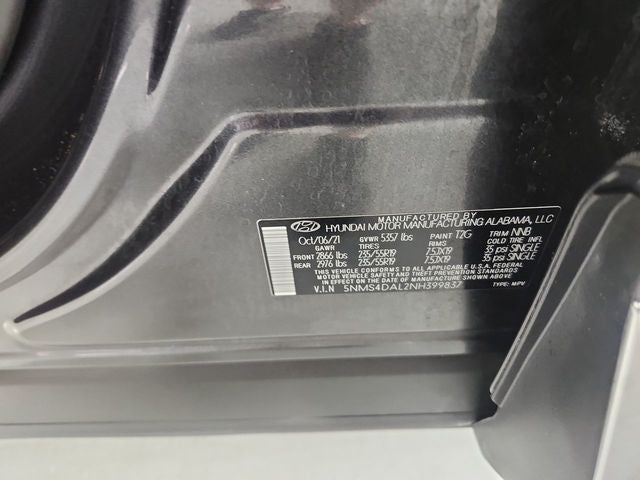 MANUFACTURED BY
HYUNDAI MOTOR MANUFACTURING ALABAMA, LLC
Oct/06/21 GVWR 5357 lbs PAINT T2G TRIM NNB
GAWR TIRES RIMS COLD TIRE INFL
FRONT 2866 lbs 235/55R19 7.5JX19 35 psi SINGLE
REAR 2976 lbs 235/55R19 7.5JX19 35 psi SINGLE
THIS VEHICLE CONFORMS TO ALL APPLICABLE U.S.A. FEDERAL
MOTOR VEHICLE SAFETY STANDARDS IN EFFECT ON THE
DATE OF MANUFACTURE SHOWN ABOVE.
V.I.N 5NMS4DAL2NH399837 TYPE: MPV